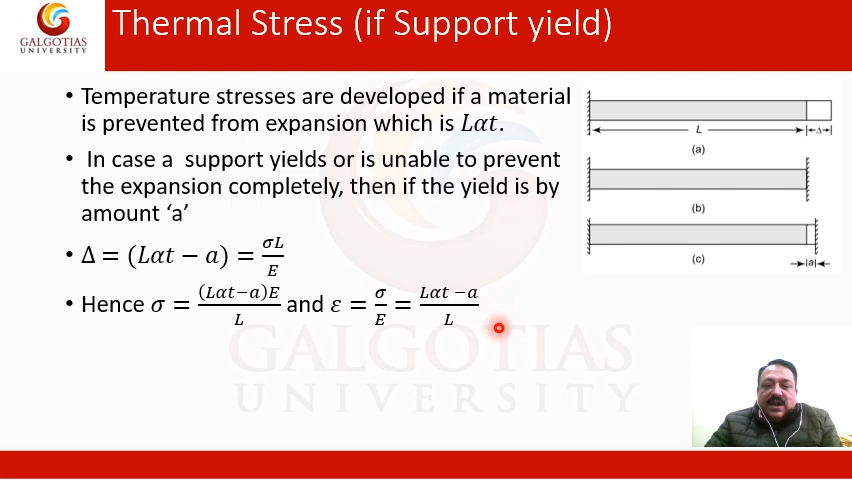 GALGOTIAS
UNIVERSITY
Thermal Stress (if Support yield)
• Temperature stresses are developed if a material
is prevented from expansion which is Lαt.
• In case a support yields or is unable to prevent
the expansion completely, then if the yield is by
amount ‘a’
• Δ = (Lαt − a) = σL/E
• Hence σ = (Lαt−a)E/L and ε = σ/E = Lαt −a/L
L
Δ
(a)
(b)
(c)
a
GALGOTIAS
UNIVERSITY